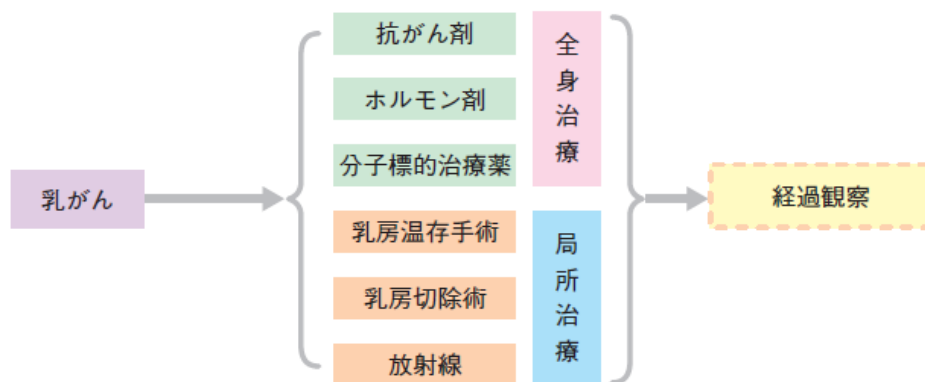 乳がん
抗がん剤
ホルモン剤
分子標的治療薬
乳房温存手術
乳房切除術
放射線
全身治療
局所治療
経過観察